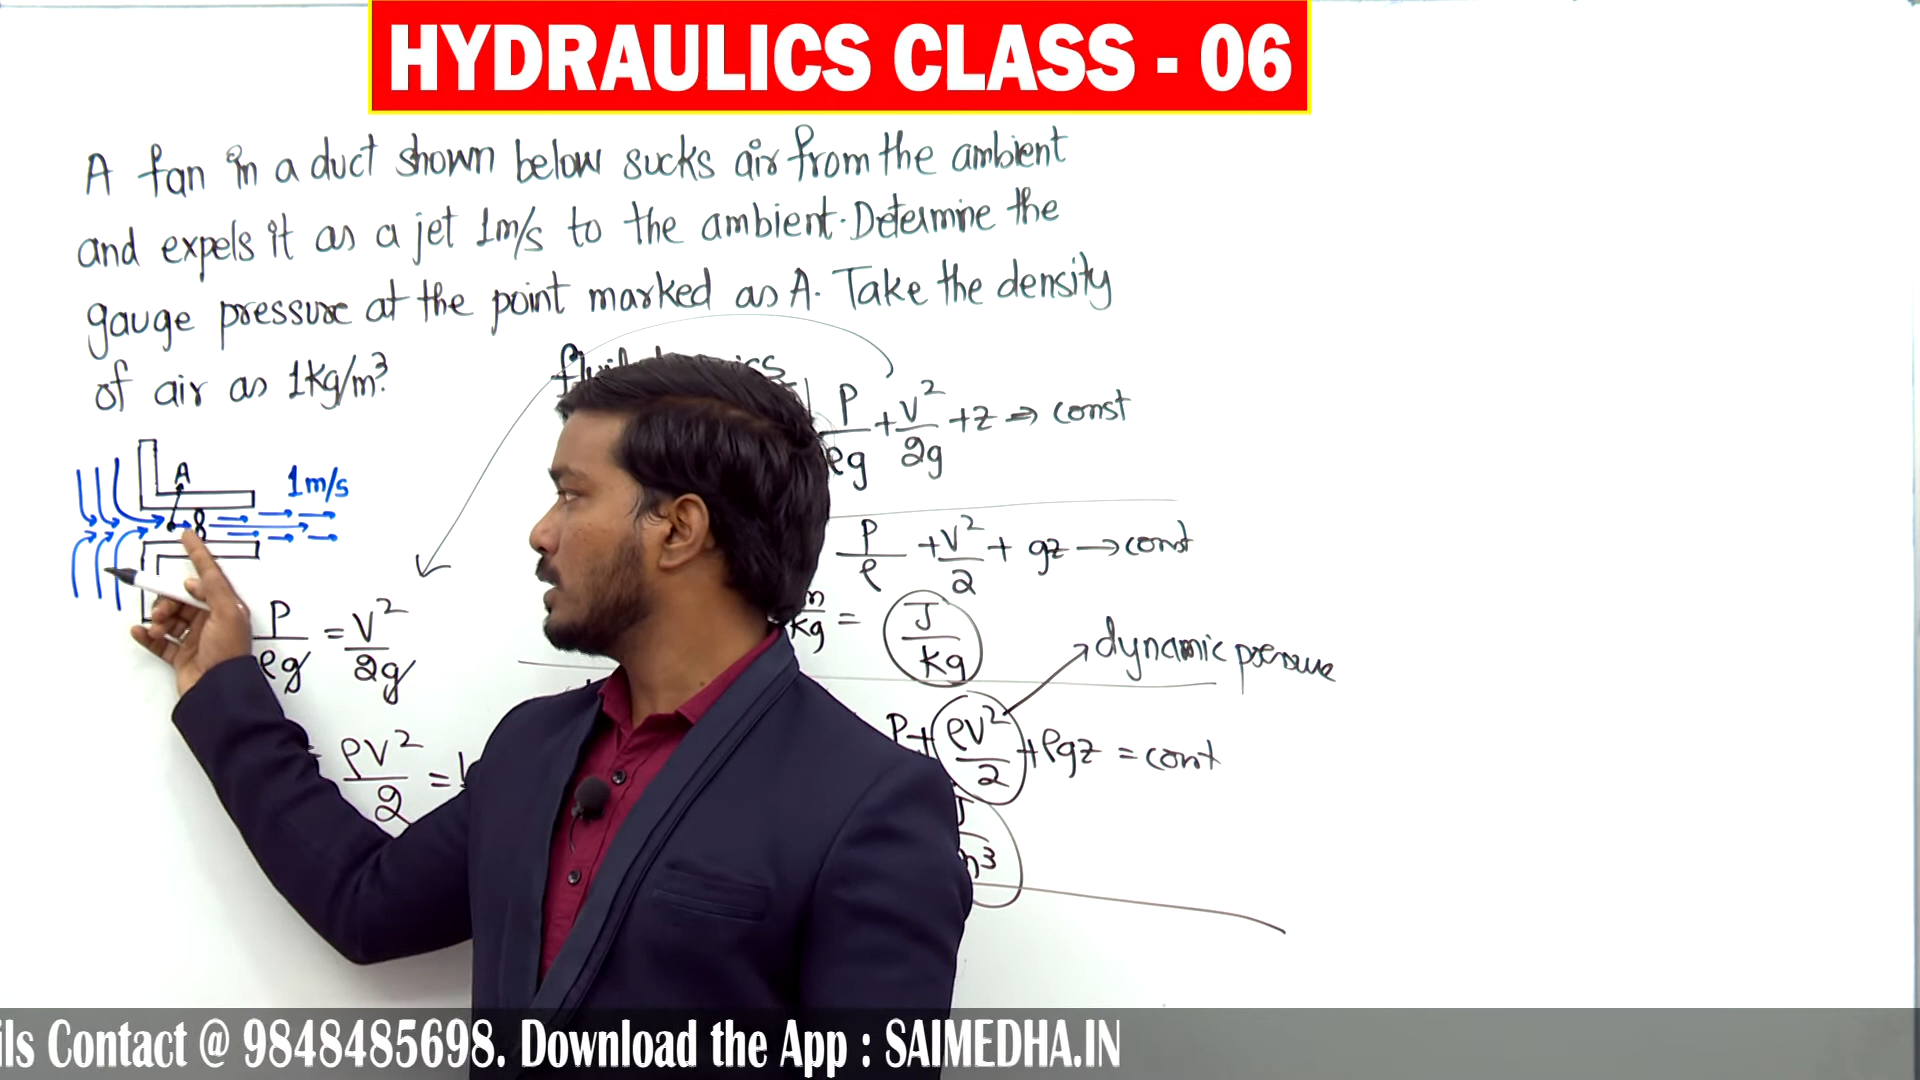 HYDRAULICS CLASS - 06
A fan in a duct shown below sucks air from the ambient
and expels it as a jet 1m/s to the ambient. Determine the
gauge pressure at the point marked as A. Take the density
of air as 1kg/m³.
A
1m/s
P/ρg = V²/2g
ρV²/2 =
P/ρg + V²/2g + z ⇒ const
P/ρ + V²/2 + gz → const
/kg = J/kg
dynamic pressure
P + ρV²/2 + ρgz = cont
ils Contact @ 9848485698. Download the App : SAIMEDHA.IN